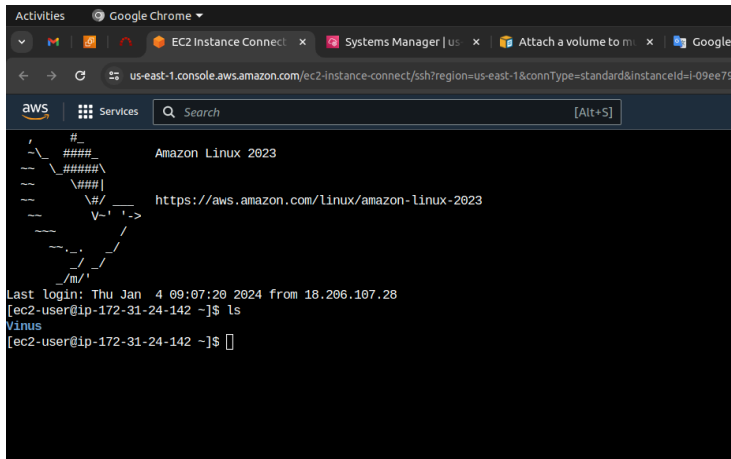 Activities Google Chrome
EC2 Instance Connect × Systems Manager | us × Attach a volume to mu × Google
us-east-1.console.aws.amazon.com/ec2-instance-connect/ssh?region=us-east-1&connType=standard&instanceId=i-09ee79
aws Services Search [Alt+S]
   ,     #_
   ~\_  ####_        Amazon Linux 2023
  ~~  \_#####\
  ~~     \###|
  ~~       \#/ ___   https://aws.amazon.com/linux/amazon-linux-2023
   ~~       V~' '->
    ~~~         /
      ~~._.   _/
         _/ _/
       _/m/'
Last login: Thu Jan  4 09:07:20 2024 from 18.206.107.28
[ec2-user@ip-172-31-24-142 ~]$ ls
Vinus
[ec2-user@ip-172-31-24-142 ~]$